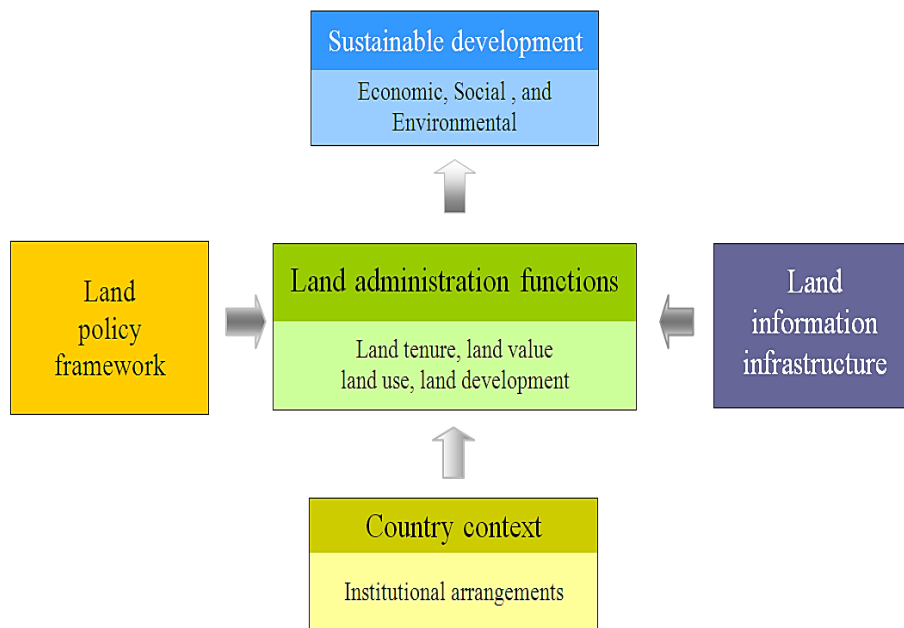 Sustainable development
Economic, Social , and
Environmental
Land
policy
framework
Land administration functions
Land tenure, land value
land use, land development
Land
information
infrastructure
Country context
Institutional arrangements